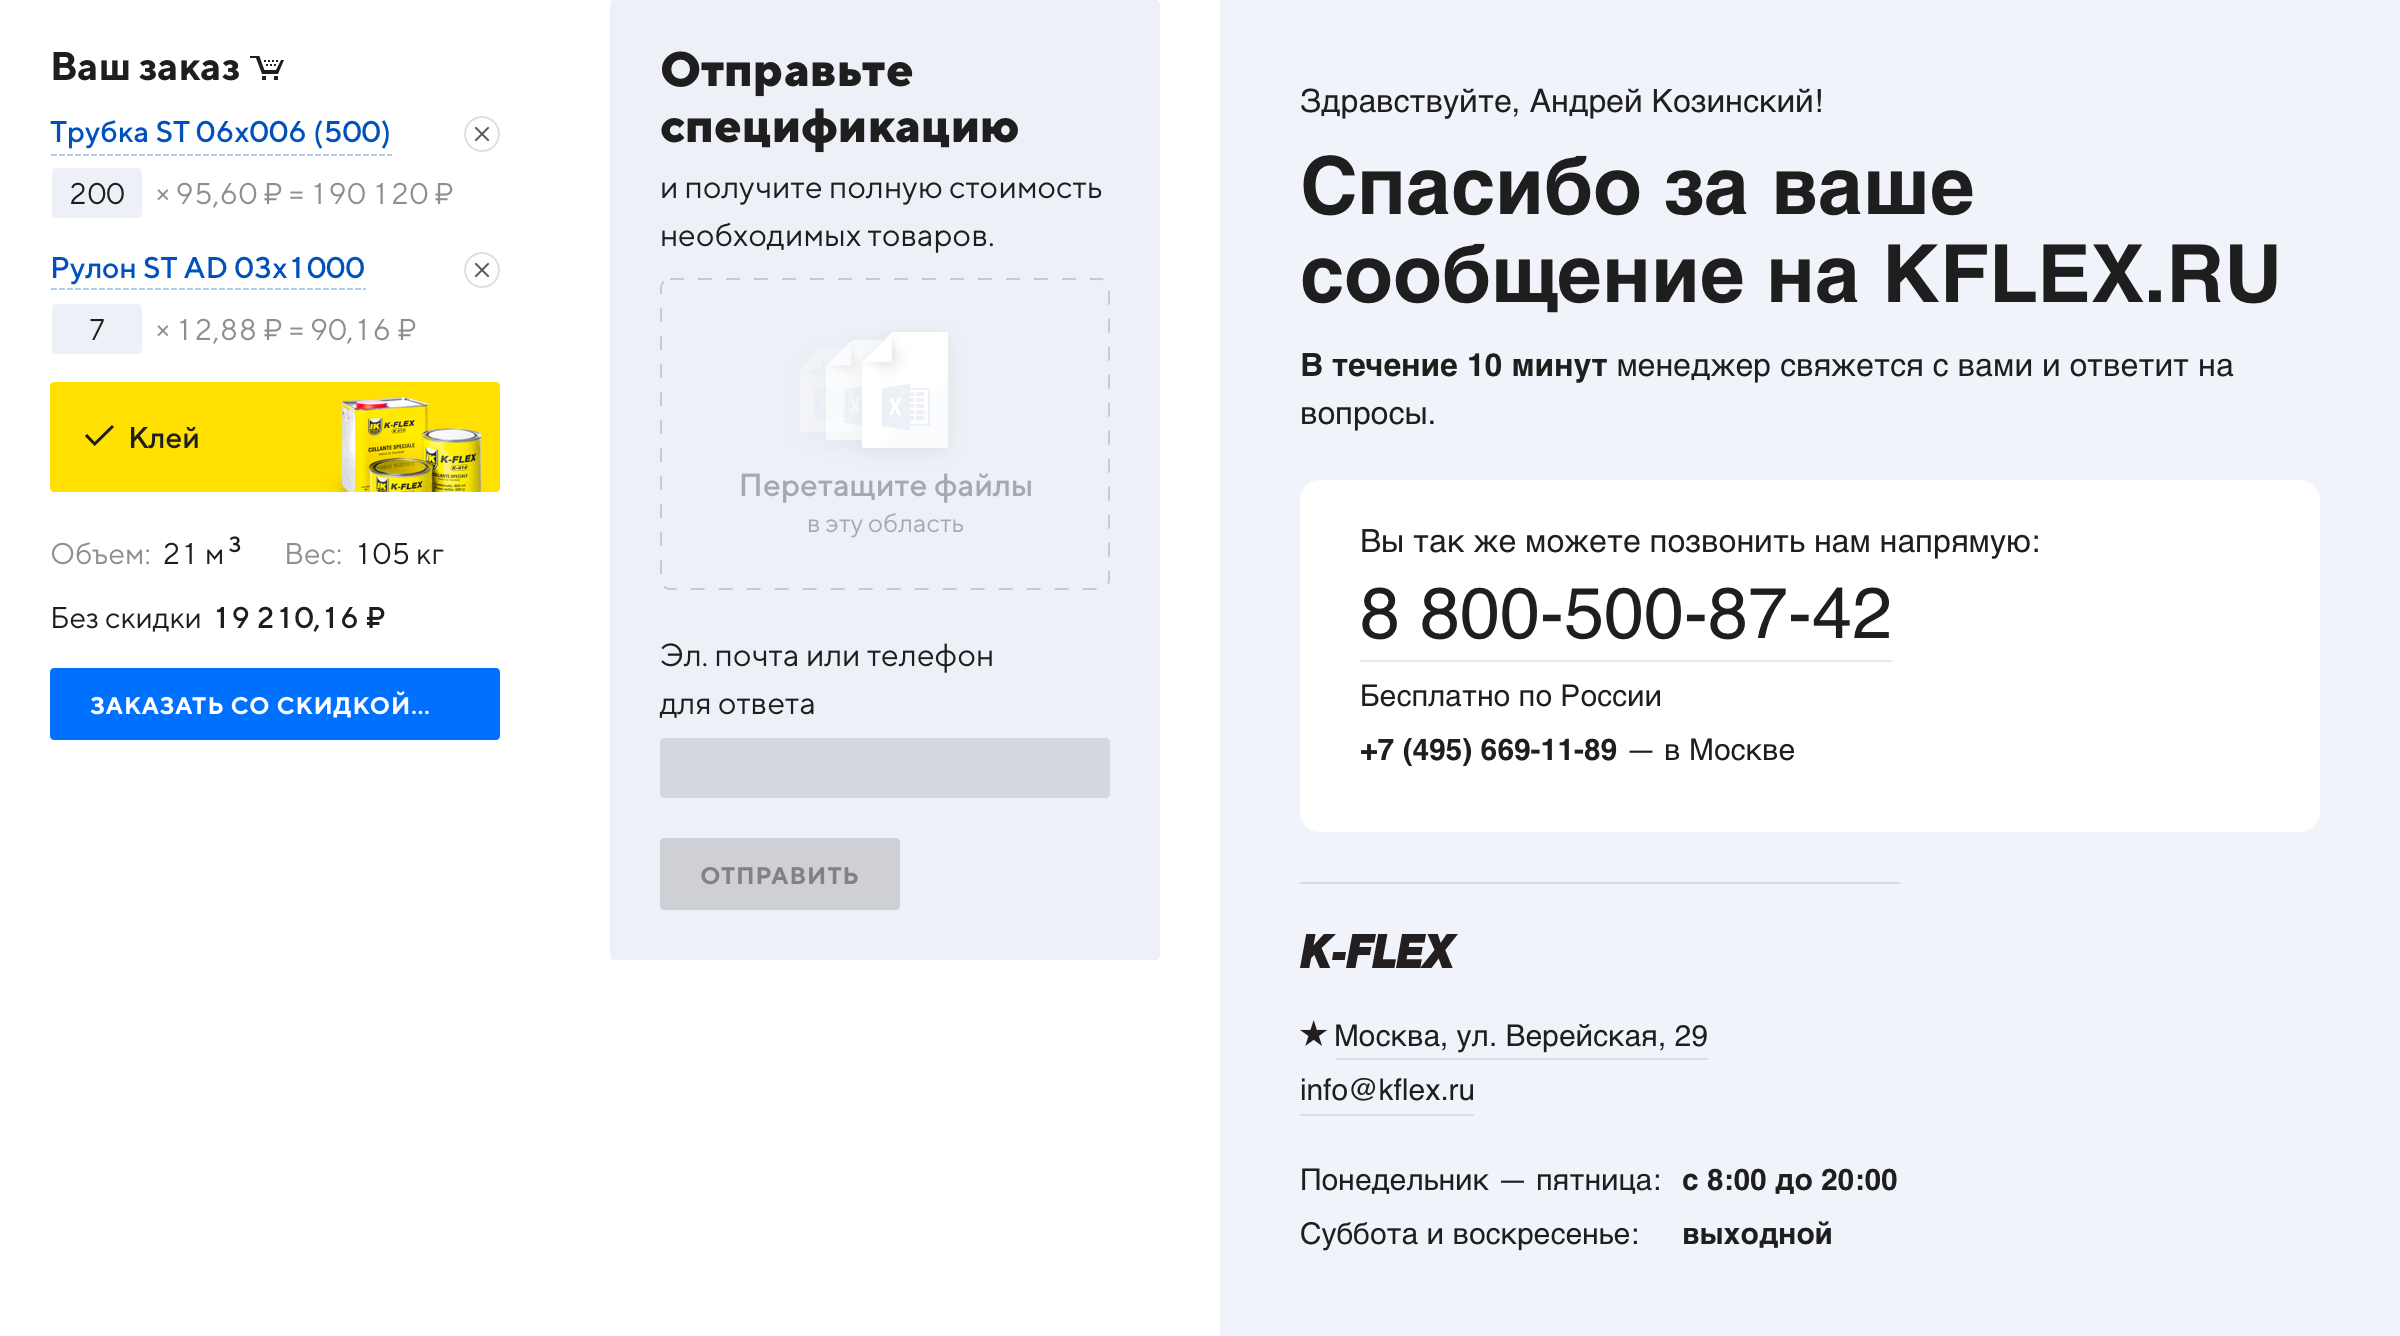 Ваш заказ
Трубка ST 06x006 (500)
200 × 95,60 ₽ = 190 120 ₽
Рулон ST AD 03x1000
7 × 12,88 ₽ = 90,16 ₽
Клей
K-FLEX
COLLANTE SPECIALE
K-FLEX
K-414
K-FLEX
Объем: 21 м³ Вес: 105 кг
Без скидки 19 210,16 ₽
ЗАКАЗАТЬ СО СКИДКОЙ...
Отправьте
спецификацию
и получите полную стоимость
необходимых товаров.
X X
Перетащите файлы
в эту область
Эл. почта или телефон
для ответа
ОТПРАВИТЬ
Здравствуйте, Андрей Козинский!
Спасибо за ваше
сообщение на KFLEX.RU
В течение 10 минут менеджер свяжется с вами и ответит на
вопросы.
Вы так же можете позвонить нам напрямую:
8 800-500-87-42
Бесплатно по России
+7 (495) 669-11-89 — в Москве
K-FLEX
★ Москва, ул. Верейская, 29
info@kflex.ru
Понедельник — пятница: с 8:00 до 20:00
Суббота и воскресенье: выходной